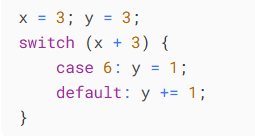 x = 3; y = 3;
switch (x + 3) {
    case 6: y = 1;
    default: y += 1;
}